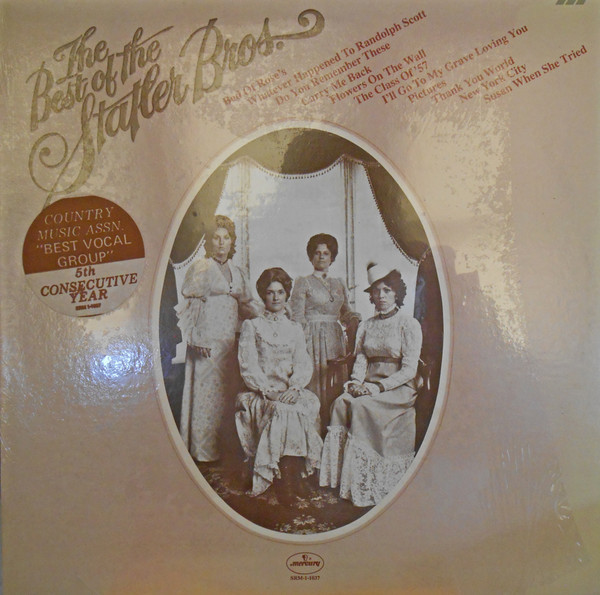 The
Best of the
Statler Bros.
Bed Of Rose's
Whatever Happened To Randolph Scott
Do You Remember These
Carry Me Back
Flowers On The Wall
The Class Of '57
I'll Go To My Grave Loving You
Pictures
Thank You World
New York City
Susan When She Tried
COUNTRY
MUSIC ASSN.
"BEST VOCAL
GROUP"
5th
CONSECUTIVE
YEAR
SRM 1-1037
mercury
SRM-1-1037